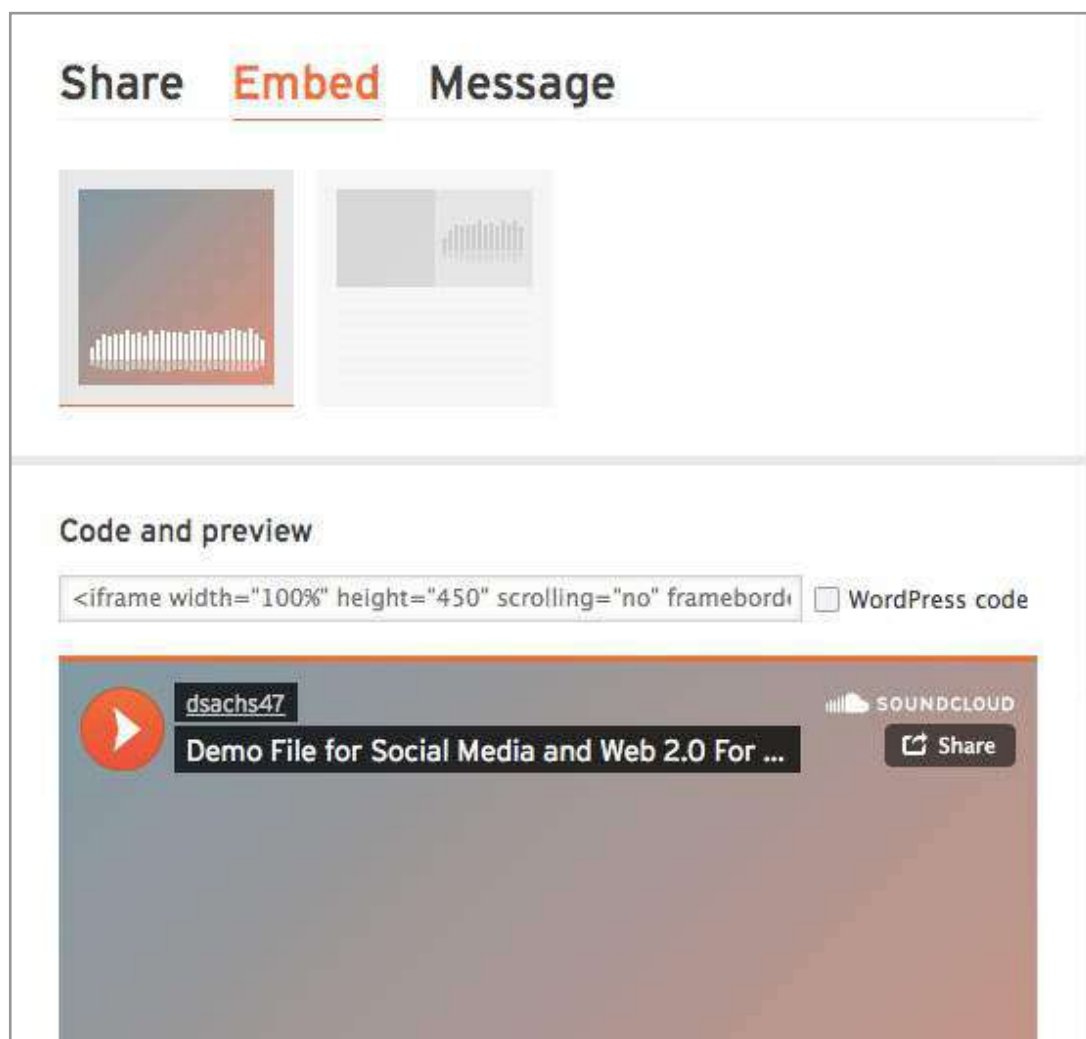 Share Embed Message
Code and preview
<iframe width="100%" height="450" scrolling="no" frameborde
WordPress code
dsachs47
SOUNDCLOUD
Demo File for Social Media and Web 2.0 For ...
Share